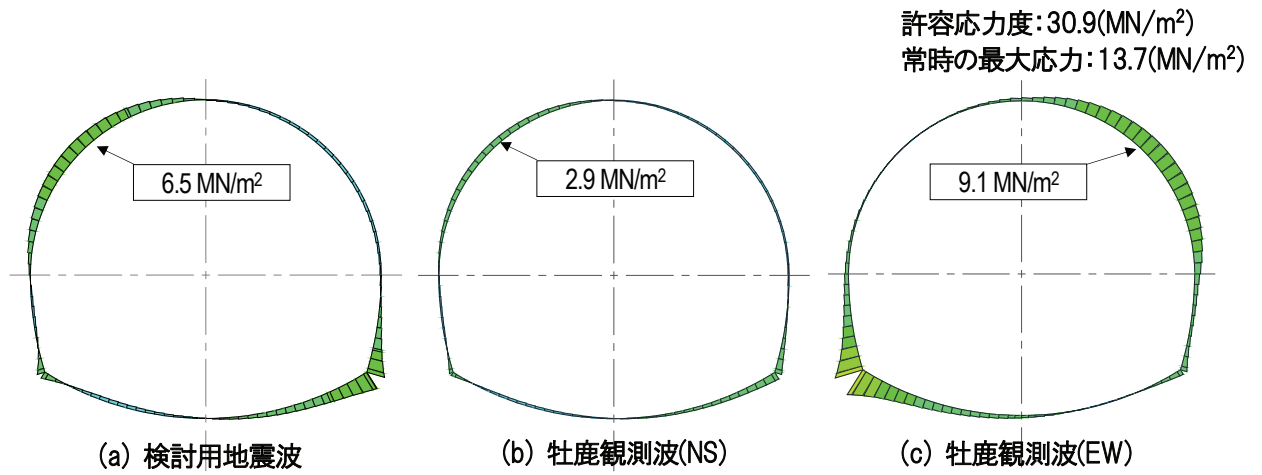 許容応力度:30.9(MN/m²)
常時の最大応力:13.7(MN/m²)
6.5 MN/m²
2.9 MN/m²
9.1 MN/m²
(a) 検討用地震波
(b) 牡鹿観測波(NS)
(c) 牡鹿観測波(EW)